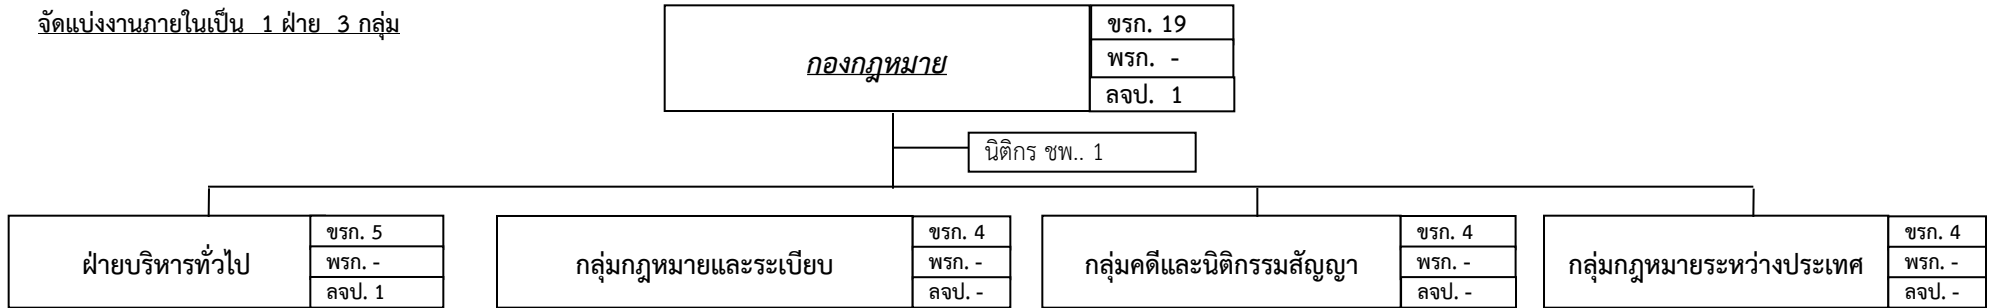 จัดแบ่งงานภายในเป็น 1 ฝ่าย 3 กลุ่ม
กองกฎหมาย
ขรก. 19
พรก. -
ลจป. 1
นิติกร ชพ.. 1
ฝ่ายบริหารทั่วไป
ขรก. 5
พรก. -
ลจป. 1
กลุ่มกฎหมายและระเบียบ
ขรก. 4
พรก. -
ลจป. -
กลุ่มคดีและนิติกรรมสัญญา
ขรก. 4
พรก. -
ลจป. -
กลุ่มกฎหมายระหว่างประเทศ
ขรก. 4
พรก. -
ลจป. -